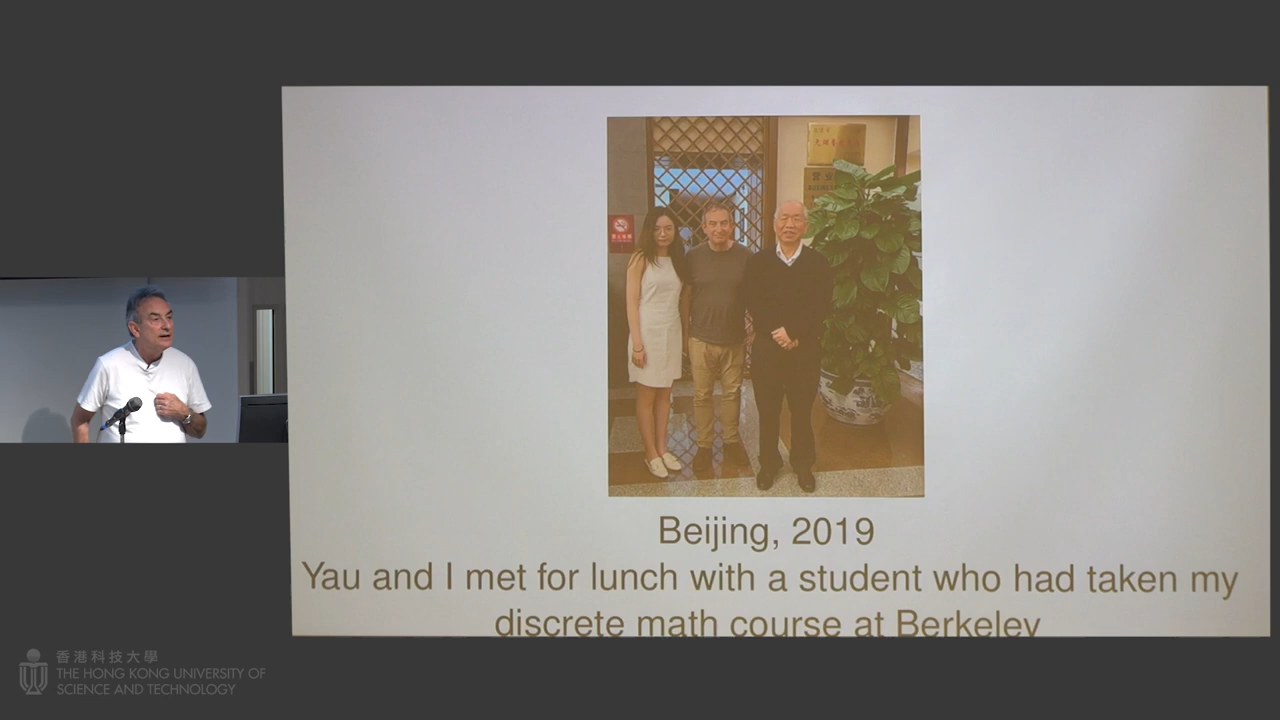 Beijing, 2019
Yau and I met for lunch with a student who had taken my
discrete math course at Berkeley
香港科技大學
THE HONG KONG UNIVERSITY OF
SCIENCE AND TECHNOLOGY